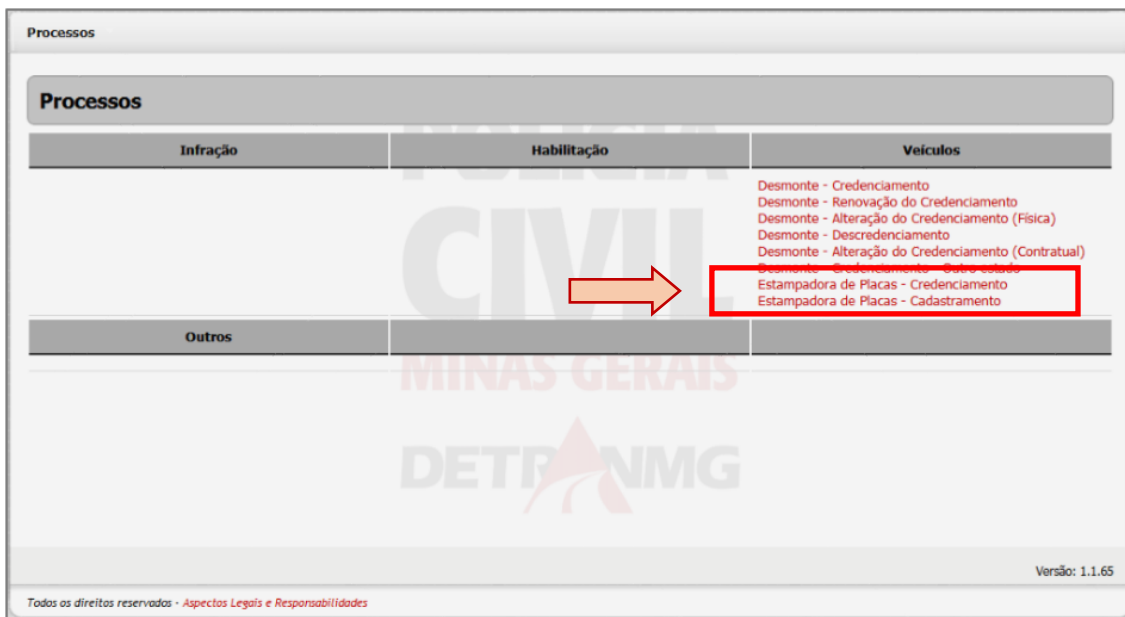 Processos
Processos
Infração Habilitação Veículos
Desmonte - Credenciamento
Desmonte - Renovação do Credenciamento
Desmonte - Alteração do Credenciamento (Física)
Desmonte - Descredenciamento
Desmonte - Alteração do Credenciamento (Contratual)
Desmonte - Credenciamento - Outro estado
Estampadora de Placas - Credenciamento
Estampadora de Placas - Cadastramento
Outros
POLÍCIA
CIVIL
MINAS GERAIS
DETRANMG
Versão: 1.1.65
Todos os direitos reservados - Aspectos Legais e Responsabilidades